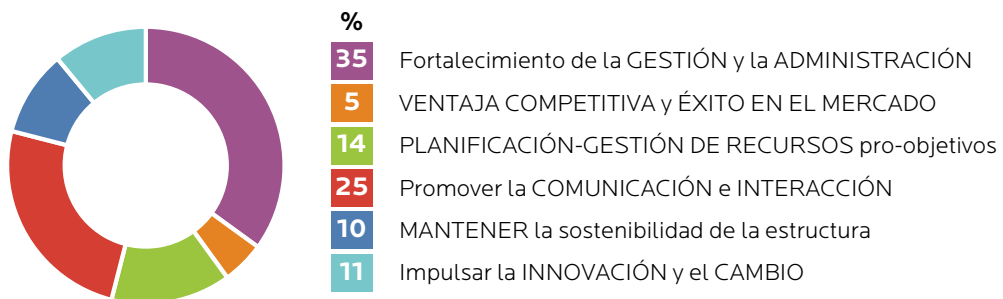 %
35 Fortalecimiento de la GESTIÓN y la ADMINISTRACIÓN
5 VENTAJA COMPETITIVA y ÉXITO EN EL MERCADO
14 PLANIFICACIÓN-GESTIÓN DE RECURSOS pro-objetivos
25 Promover la COMUNICACIÓN e INTERACCIÓN
10 MANTENER la sostenibilidad de la estructura
11 Impulsar la INNOVACIÓN y el CAMBIO